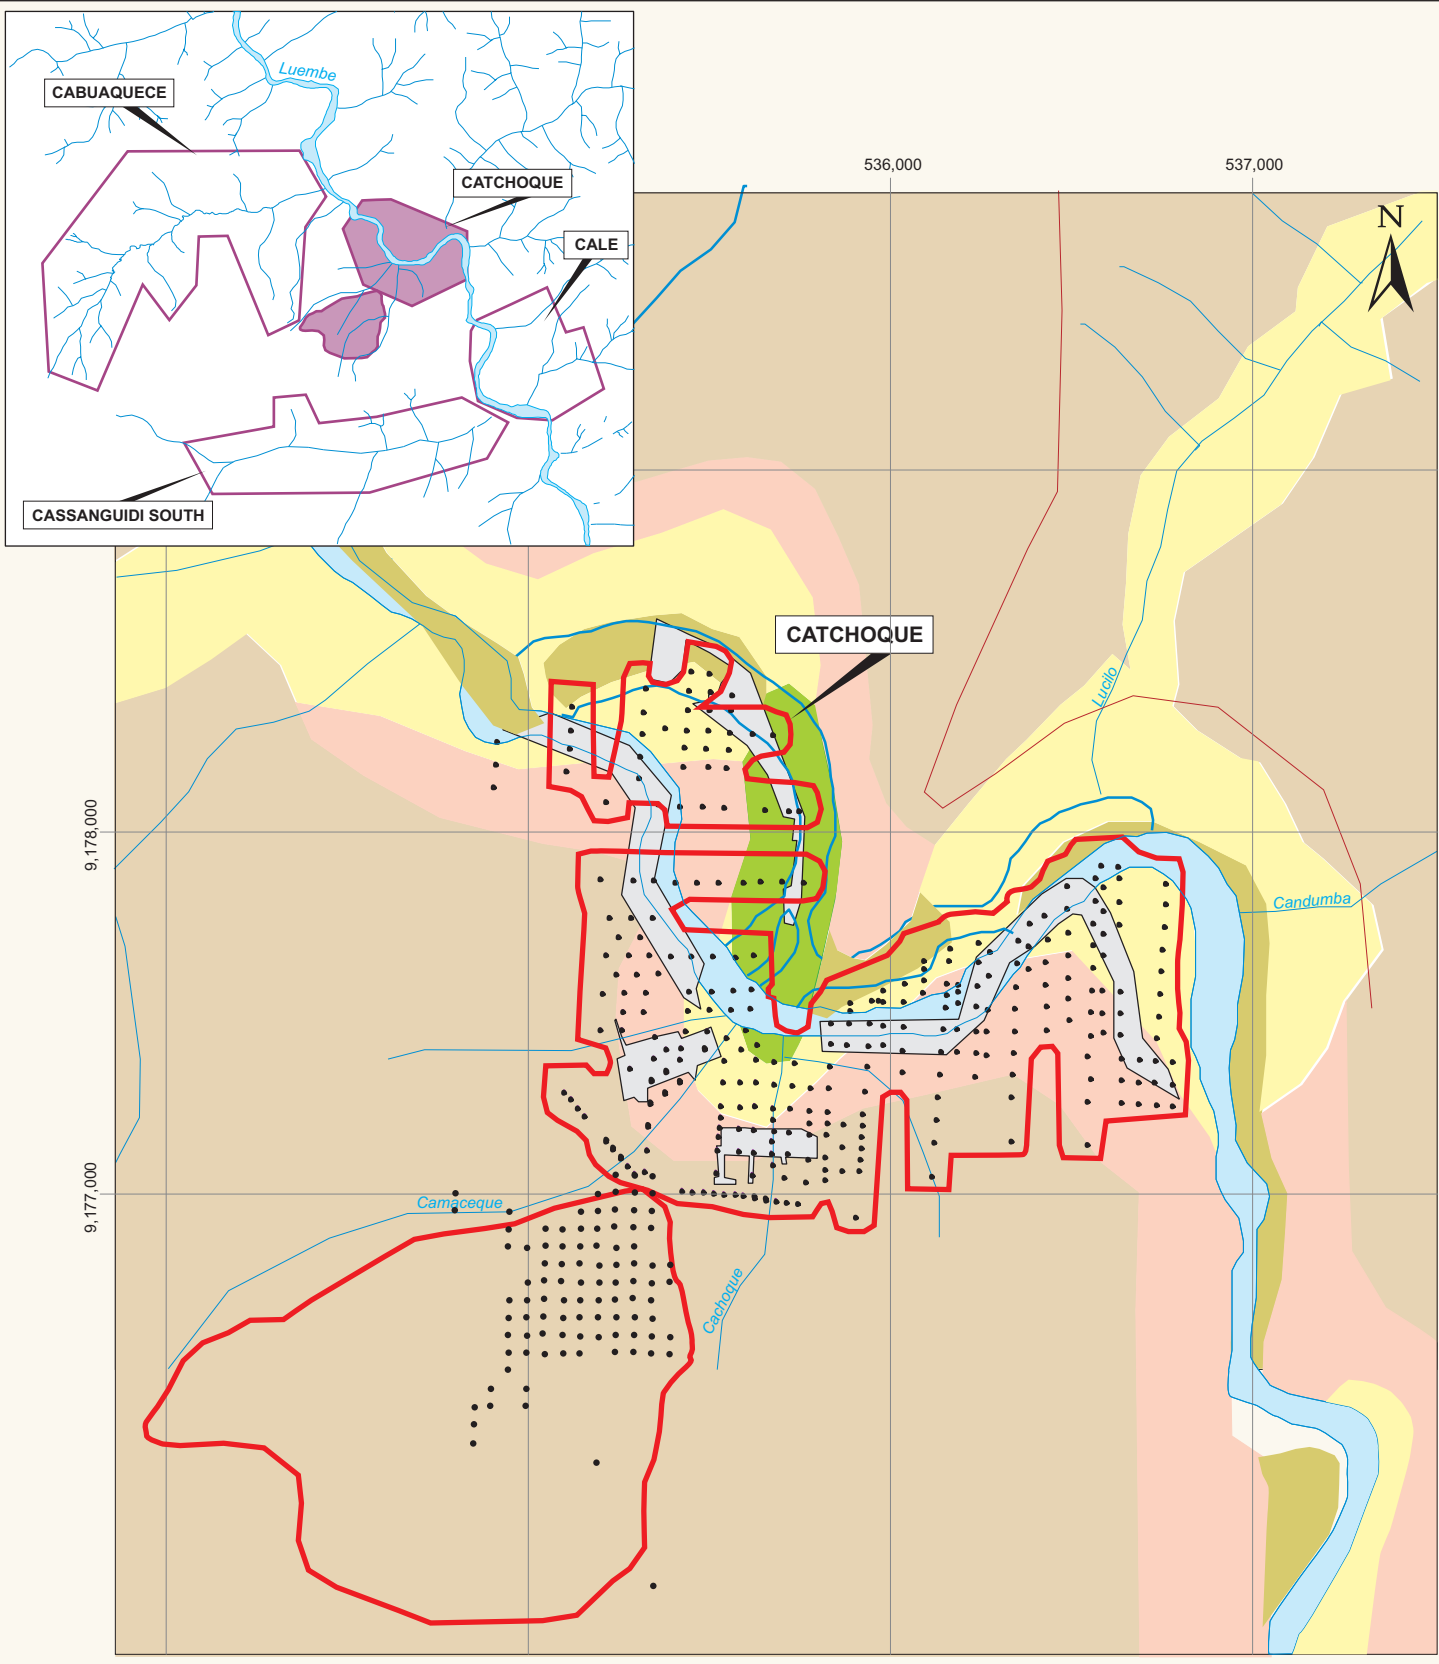 Luembe
CABUAQUECE
CATCHOQUE
CALE
CASSANGUIDI SOUTH
536,000
537,000
N
CATCHOQUE
Lucilo
9,178,000
Candumba
9,177,000
Camaceque
Cachoque